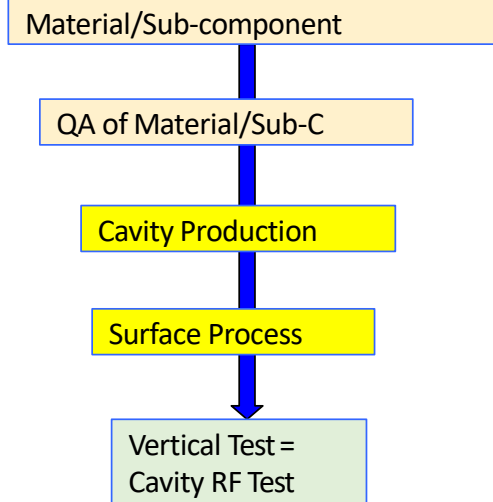 Material/Sub-component
QA of Material/Sub-C
Cavity Production
Surface Process
Vertical Test =
Cavity RF Test